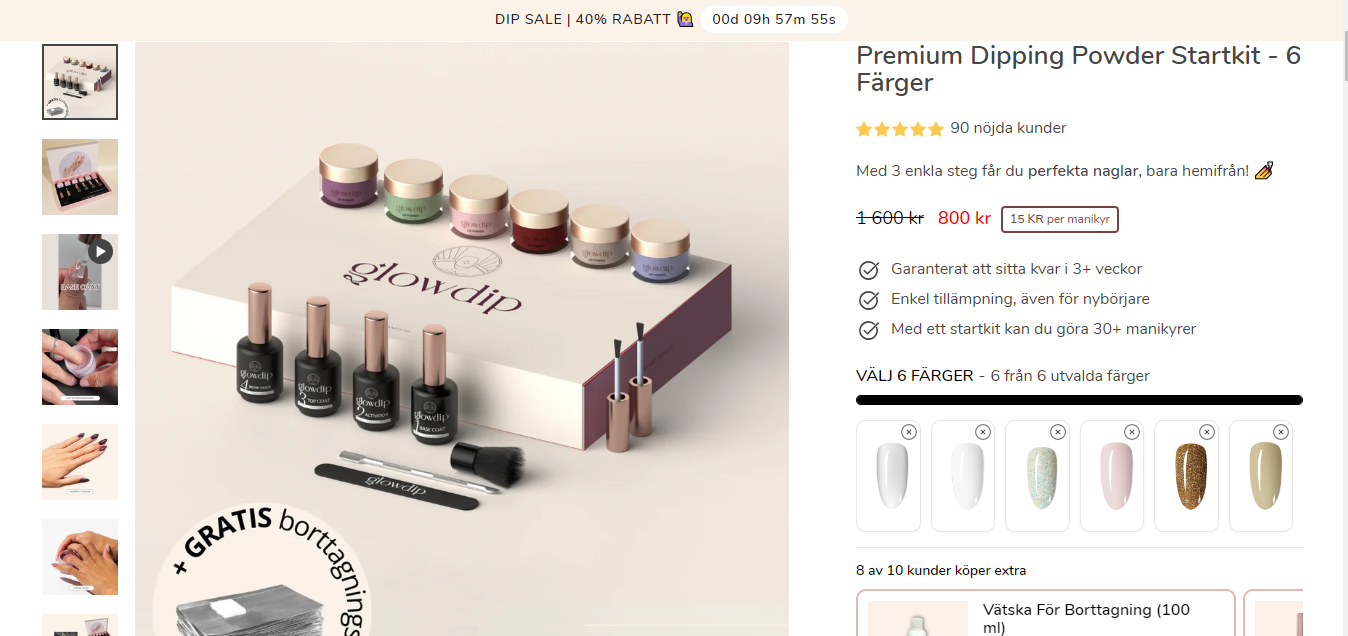 DIP SALE | 40% RABATT 🙋 00d 09h 57m 55s
Premium Dipping Powder Startkit - 6
Färger
90 nöjda kunder
Med 3 enkla steg får du perfekta naglar, bara hemifrån! 💅
1 600 kr 800 kr 15 KR per manikyr
Garanterat att sitta kvar i 3+ veckor
Enkel tillämpning, även för nybörjare
Med ett startkit kan du göra 30+ manikyrer
VÄLJ 6 FÄRGER - 6 från 6 utvalda färger
8 av 10 kunder köper extra
Vätska För Borttagning (100
ml)
glowdip
glowdip
4
glowdip
3 TOP COAT
glowdip
2 ACTIVATOR
glowdip
1 BASE COAT
glowdip
+ GRATIS borttagnings
BASE COAT